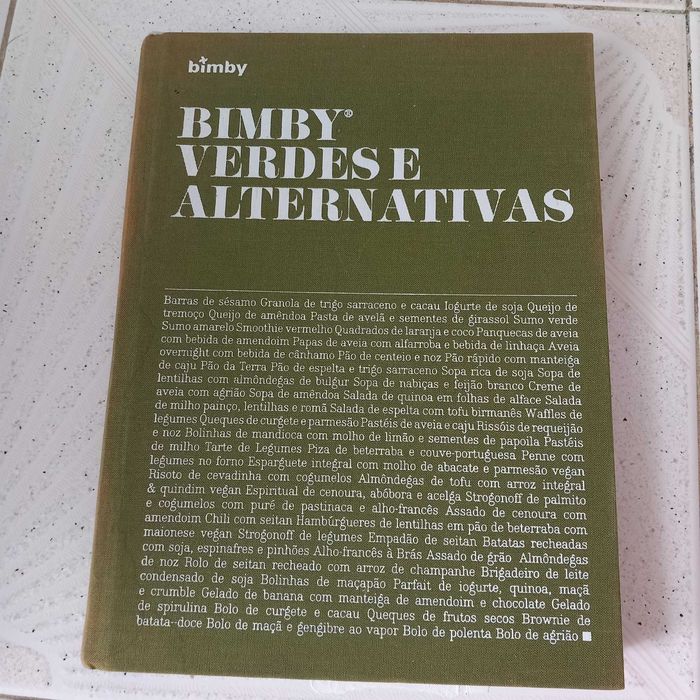 bimby
BIMBY®
VERDES E
ALTERNATIVAS
Barras de sésamo Granola de trigo sarraceno e cacau Iogurte de soja Queijo de
tremoço Queijo de amêndoa Pasta de avelã e sementes de girassol Sumo verde
Sumo amarelo Smoothie vermelho Quadrados de laranja e coco Panquecas de aveia
com bebida de amendoim Papas de aveia com alfarroba e bebida de linhaça Aveia
overnight com bebida de cânhamo Pão de centeio e noz Pão rápido com manteiga
de caju Pão da Terra Pão de espelta e trigo sarraceno Sopa rica de soja Sopa de
lentilhas com almôndegas de bulgur Sopa de nabiças e feijão branco Creme de
aveia com agrião Sopa de amêndoa Salada de quinoa em folhas de alface Salada
de milho painço, lentilhas e romã Salada de espelta com tofu birmanês Waffles de
legumes Queques de curgete e parmesão Pastéis de aveia e caju Rissóis de requeijão
e noz Bolinhas de mandioca com molho de limão e sementes de papoila Pastéis
de milho Tarte de Legumes Piza de beterraba e couve-portuguesa Penne com
legumes no forno Esparguete integral com molho de abacate e parmesão vegan
Risoto de cevadinha com cogumelos Almôndegas de tofu com arroz integral
& quindim vegan Espiritual de cenoura, abóbora e acelga Strogonoff de palmito
e cogumelos com puré de pastinaca e alho-francês Assado de cenoura com
amendoim Chili com seitan Hambúrgueres de lentilhas em pão de beterraba com
maionese vegan Strogonoff de legumes Empadão de seitan Batatas recheadas
com soja, espinafres e pinhões Alho-francês à Brás Assado de grão Almôndegas
de noz Rolo de seitan recheado com arroz de champanhe Brigadeiro de leite
condensado de soja Bolinhas de maçapão Parfait de iogurte, quinoa, maçã
e crumble Gelado de banana com manteiga de amendoim e chocolate Gelado
de spirulina Bolo de curgete e cacau Queques de frutos secos Brownie de
batata--doce Bolo de maçã e gengibre ao vapor Bolo de polenta Bolo de agrião ■